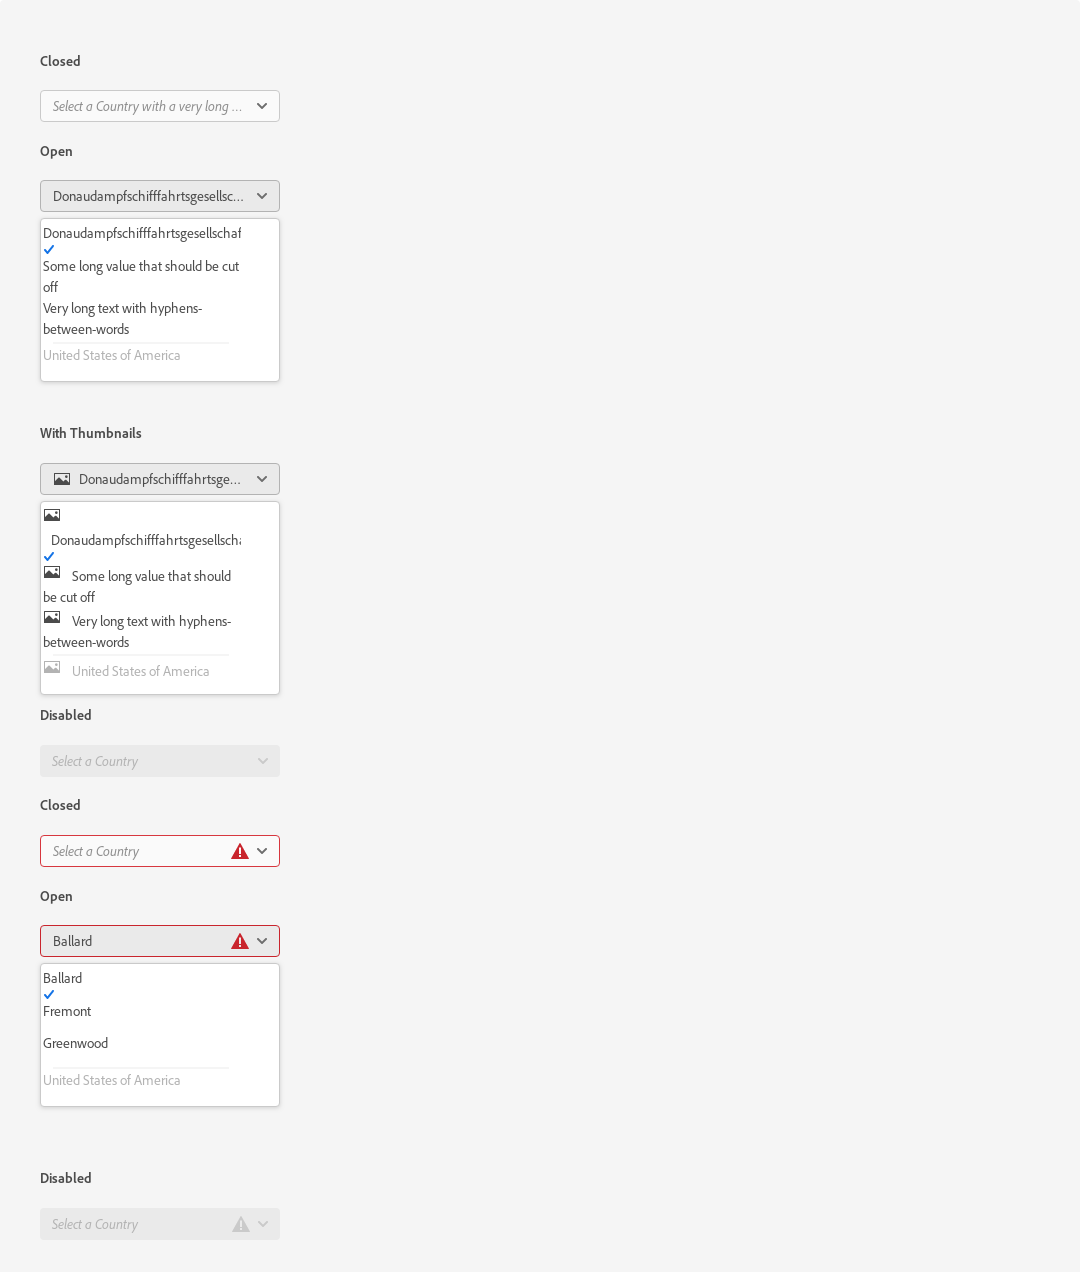 Closed
Select a Country with a very long …
Open
Donaudampfschifffahrtsgesellsc…
Donaudampfschifffahrtsgesellschaf
Some long value that should be cut
off
Very long text with hyphens-
between-words
United States of America
With Thumbnails
Donaudampfschifffahrtsge…
Donaudampfschifffahrtsgesellscha
Some long value that should
be cut off
Very long text with hyphens-
between-words
United States of America
Disabled
Select a Country
Closed
Select a Country
Open
Ballard
Ballard
Fremont
Greenwood
United States of America
Disabled
Select a Country